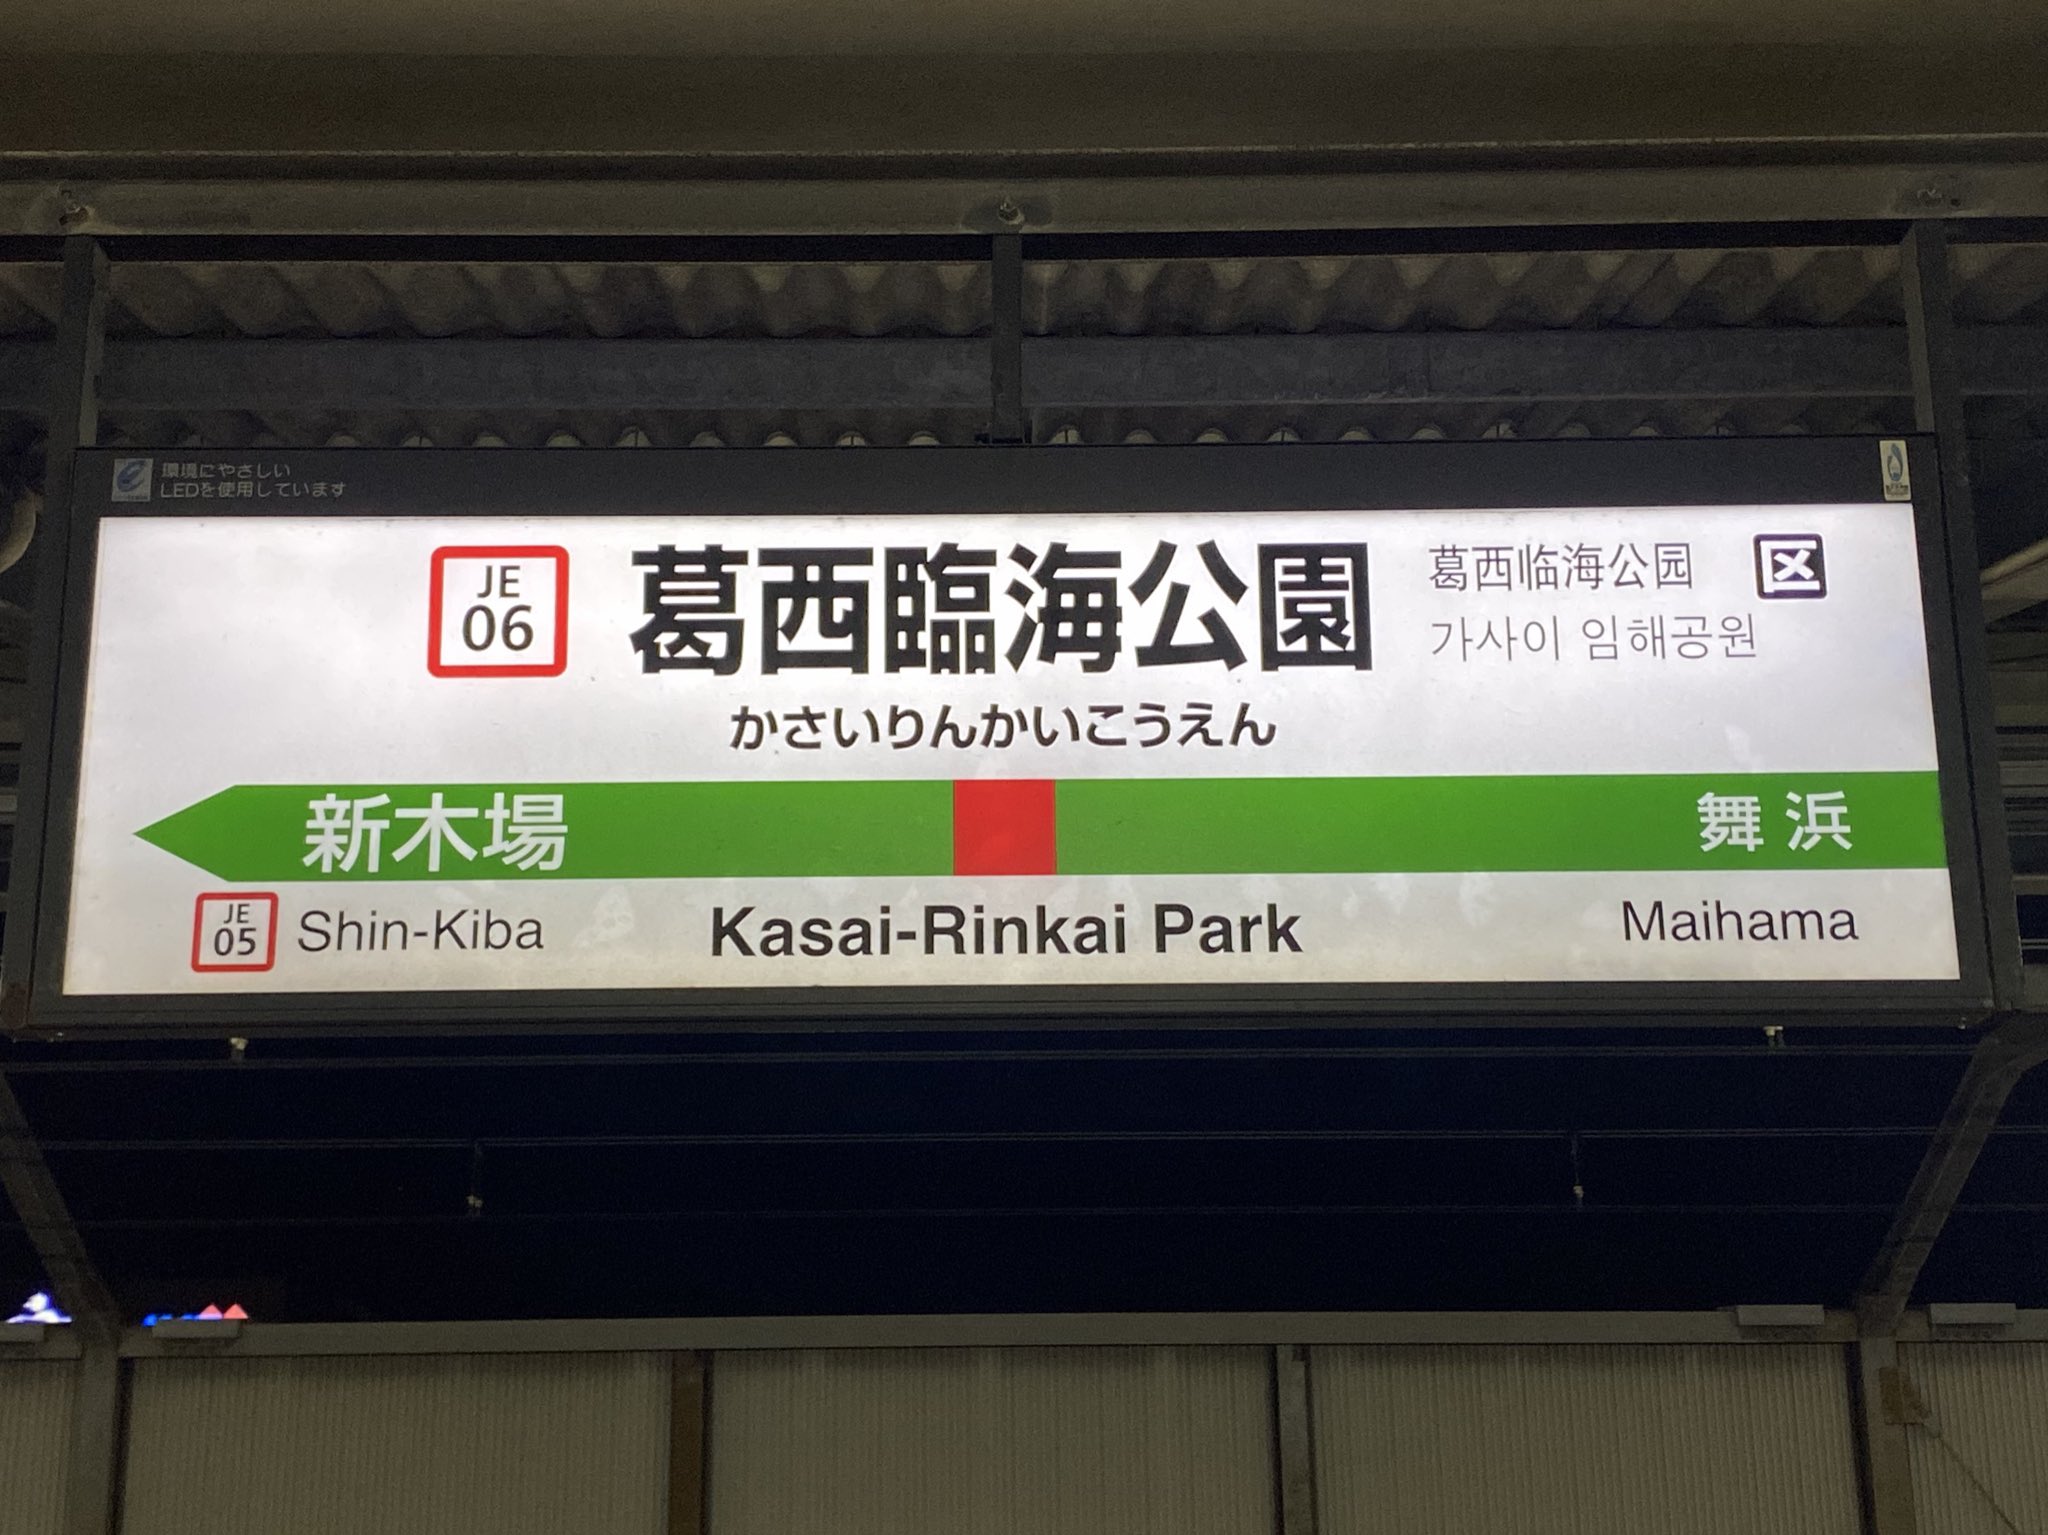 環境にやさしい
LEDを使用しています
JE
06
葛西臨海公園
葛西临海公园
区
가사이 임해공원
かさいりんかいこうえん
新木場
舞浜
JE
05
Shin-Kiba
Kasai-Rinkai Park
Maihama